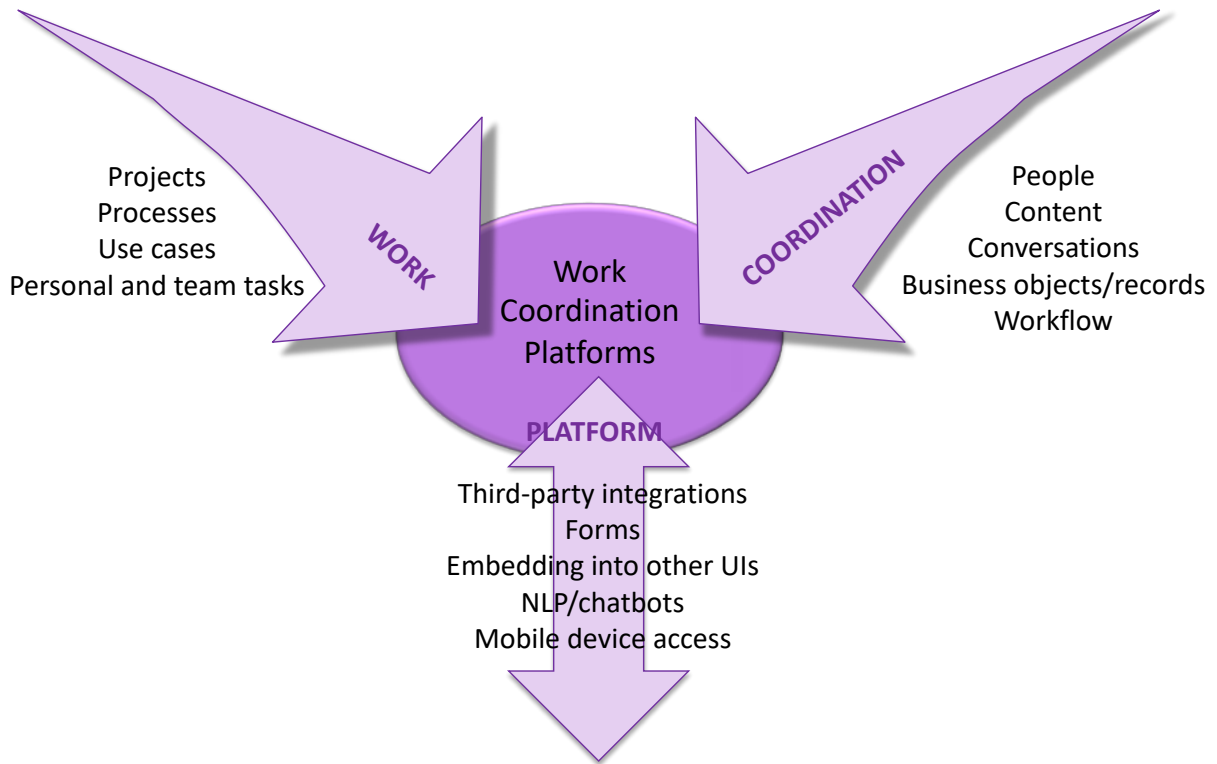 Projects
Processes
Use cases
Personal and team tasks
WORK
Work
Coordination
Platforms
COORDINATION
People
Content
Conversations
Business objects/records
Workflow
PLATFORM
Third-party integrations
Forms
Embedding into other UIs
NLP/chatbots
Mobile device access